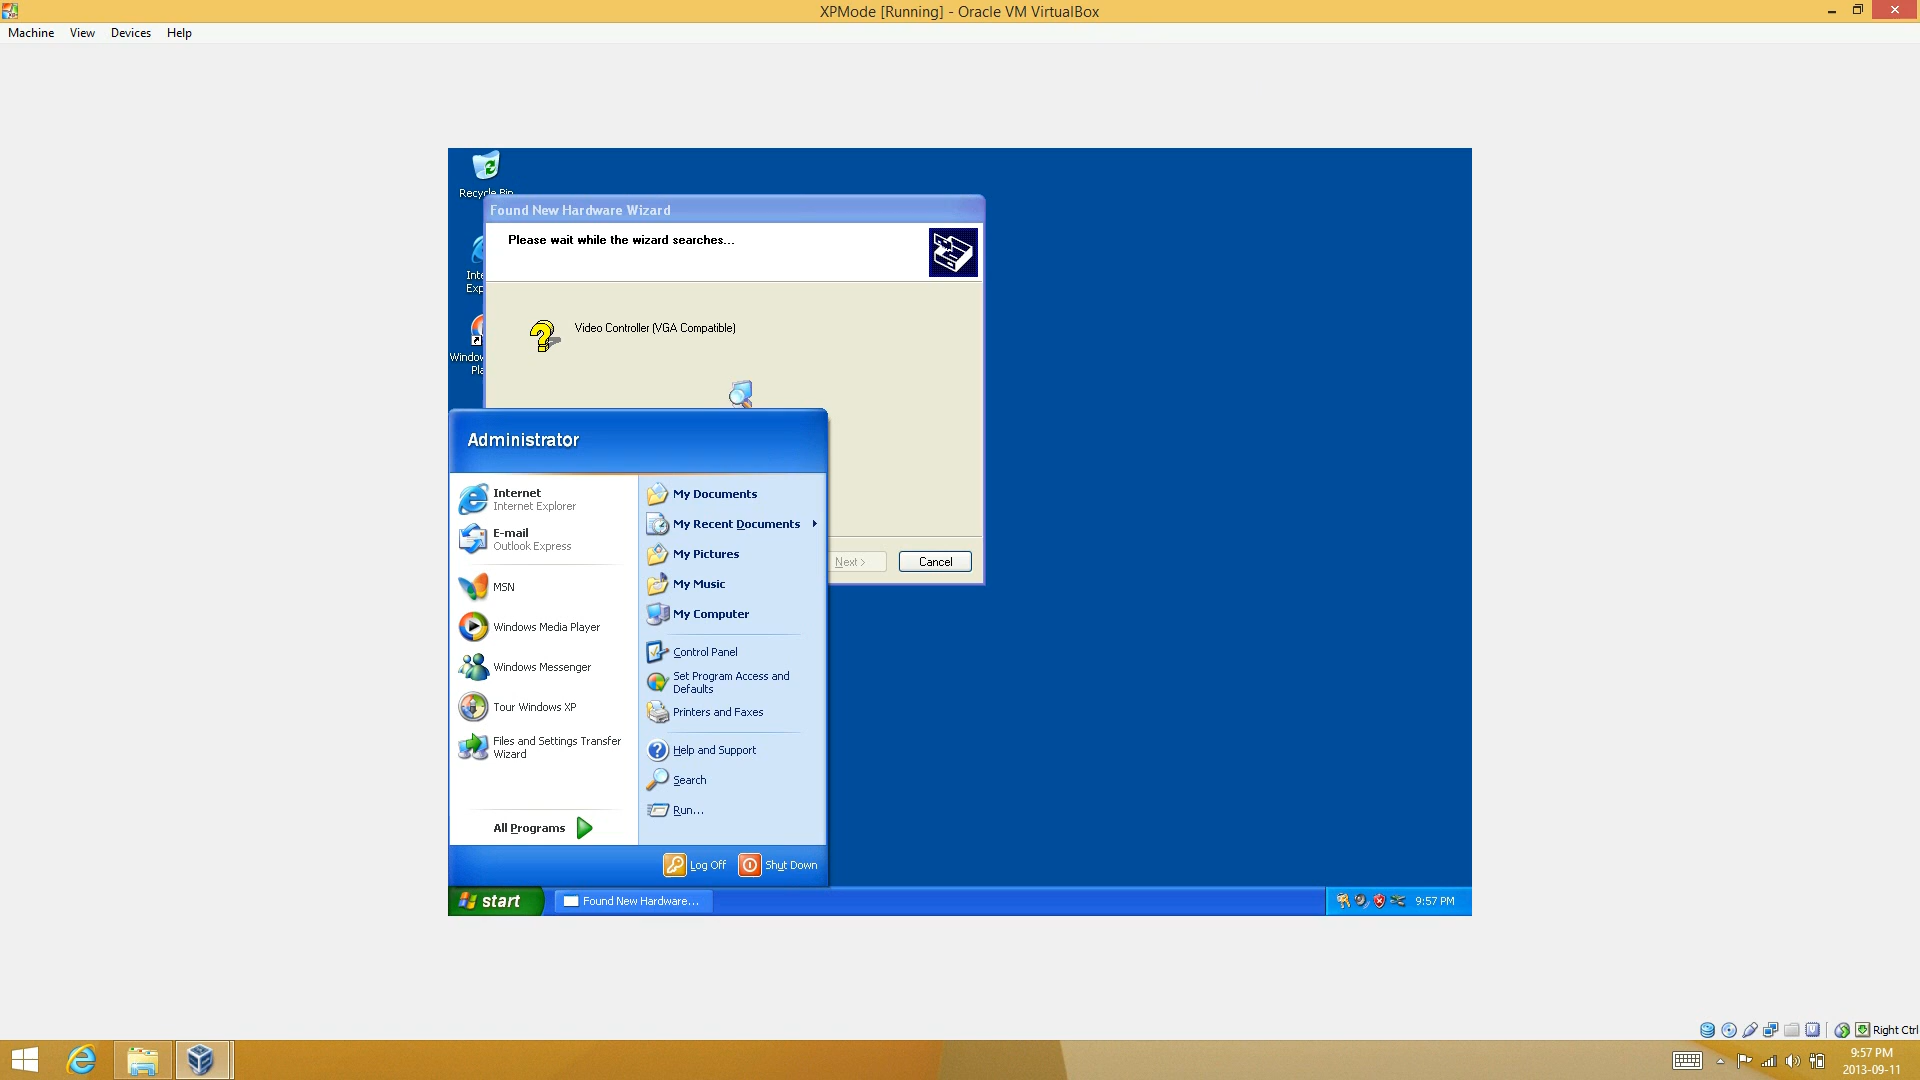 XPMode [Running] - Oracle VM VirtualBox
Machine View Devices Help
Recycle Bin
Found New Hardware Wizard
Please wait while the wizard searches...
Video Controller (VGA Compatible)
Administrator
Internet
Internet Explorer
E-mail
Outlook Express
MSN
Windows Media Player
Windows Messenger
Tour Windows XP
Files and Settings Transfer
Wizard
All Programs
My Documents
My Recent Documents
My Pictures
My Music
My Computer
Control Panel
Set Program Access and
Defaults
Printers and Faxes
Help and Support
Search
Run...
Log Off Shut Down
Next >
Cancel
start
Found New Hardware...
9:57 PM
Right Ctrl
9:57 PM
2013-09-11